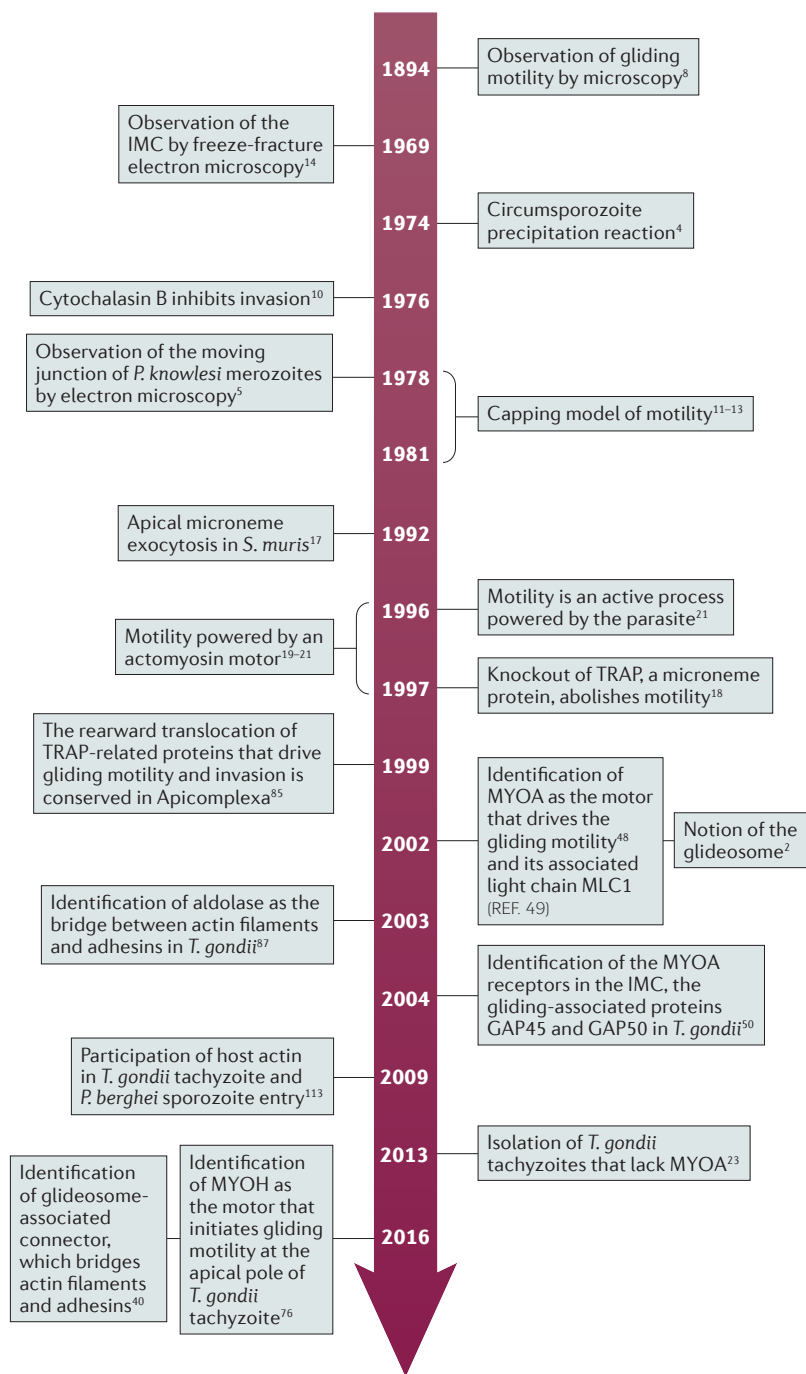 1894
Observation of gliding
motility by microscopy⁸
Observation of the
IMC by freeze-fracture
electron microscopy¹⁴
1969
1974
Circumsporozoite
precipitation reaction⁴
Cytochalasin B inhibits invasion¹⁰
1976
Observation of the moving
junction of P. knowlesi merozoites
by electron microscopy⁵
1978
Capping model of motility¹¹⁻¹³
1981
Apical microneme
exocytosis in S. muris¹⁷
1992
1996
Motility is an active process
powered by the parasite²¹
Motility powered by an
actomyosin motor¹⁹⁻²¹
1997
Knockout of TRAP, a microneme
protein, abolishes motility¹⁸
The rearward translocation of
TRAP-related proteins that drive
gliding motility and invasion is
conserved in Apicomplexa⁸⁵
1999
2002
Identification of
MYOA as the motor
that drives the
gliding motility⁴⁸
and its associated
light chain MLC1
(REF. 49)
Notion of the
glideosome²
Identification of aldolase as the
bridge between actin filaments
and adhesins in T. gondii⁸⁷
2003
2004
Identification of the MYOA
receptors in the IMC, the
gliding-associated proteins
GAP45 and GAP50 in T. gondii⁵⁰
Participation of host actin
in T. gondii tachyzoite and
P. berghei sporozoite entry¹¹³
2009
2013
Isolation of T. gondii
tachyzoites that lack MYOA²³
Identification
of glideosome-
associated
connector,
which bridges
actin filaments
and adhesins⁴⁰
Identification
of MYOH as
the motor that
initiates gliding
motility at the
apical pole of
T. gondii
tachyzoite⁷⁶
2016